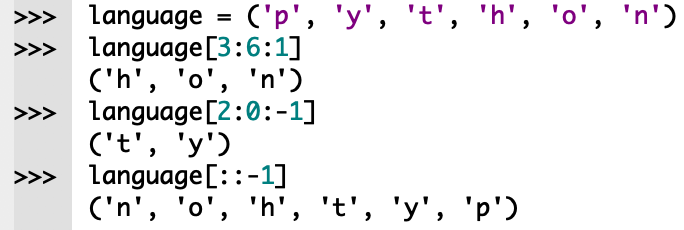 >>> language = ('p', 'y', 't', 'h', 'o', 'n')
>>> language[3:6:1]
('h', 'o', 'n')
>>> language[2:0:-1]
('t', 'y')
>>> language[::-1]
('n', 'o', 'h', 't', 'y', 'p')